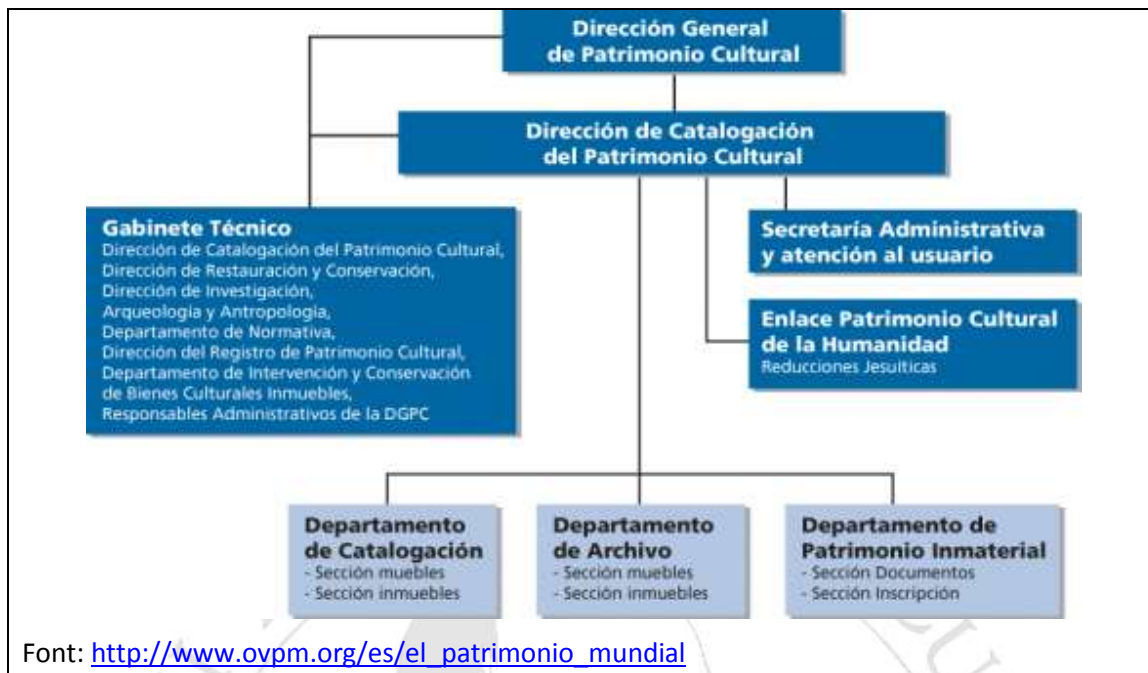 Dirección General
de Patrimonio Cultural
Dirección de Catalogación
del Patrimonio Cultural
Gabinete Técnico
Dirección de Catalogación del Patrimonio Cultural,
Dirección de Restauración y Conservación,
Dirección de Investigación,
Arqueología y Antropología,
Departamento de Normativa,
Dirección del Registro de Patrimonio Cultural,
Departamento de Intervención y Conservación
de Bienes Culturales Inmuebles,
Responsables Administrativos de la DGPC
Secretaría Administrativa
y atención al usuario
Enlace Patrimonio Cultural
de la Humanidad
Reducciones Jesuíticas
Departamento
de Catalogación
- Sección muebles
- Sección inmuebles
Departamento
de Archivo
- Sección muebles
- Sección inmuebles
Departamento de
Patrimonio Inmaterial
- Sección Documentos
- Sección Inscripción
Font: http://www.ovpm.org/es/el_patrimonio_mundial